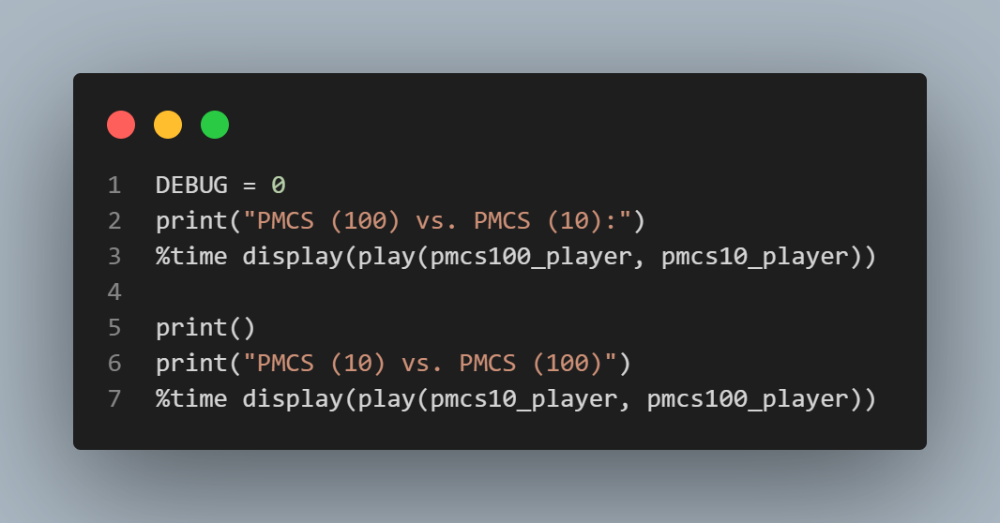 1 DEBUG = 0
2 print("PMCS (100) vs. PMCS (10):")
3 %time display(play(pmcs100_player, pmcs10_player))
4
5 print()
6 print("PMCS (10) vs. PMCS (100)")
7 %time display(play(pmcs10_player, pmcs100_player))